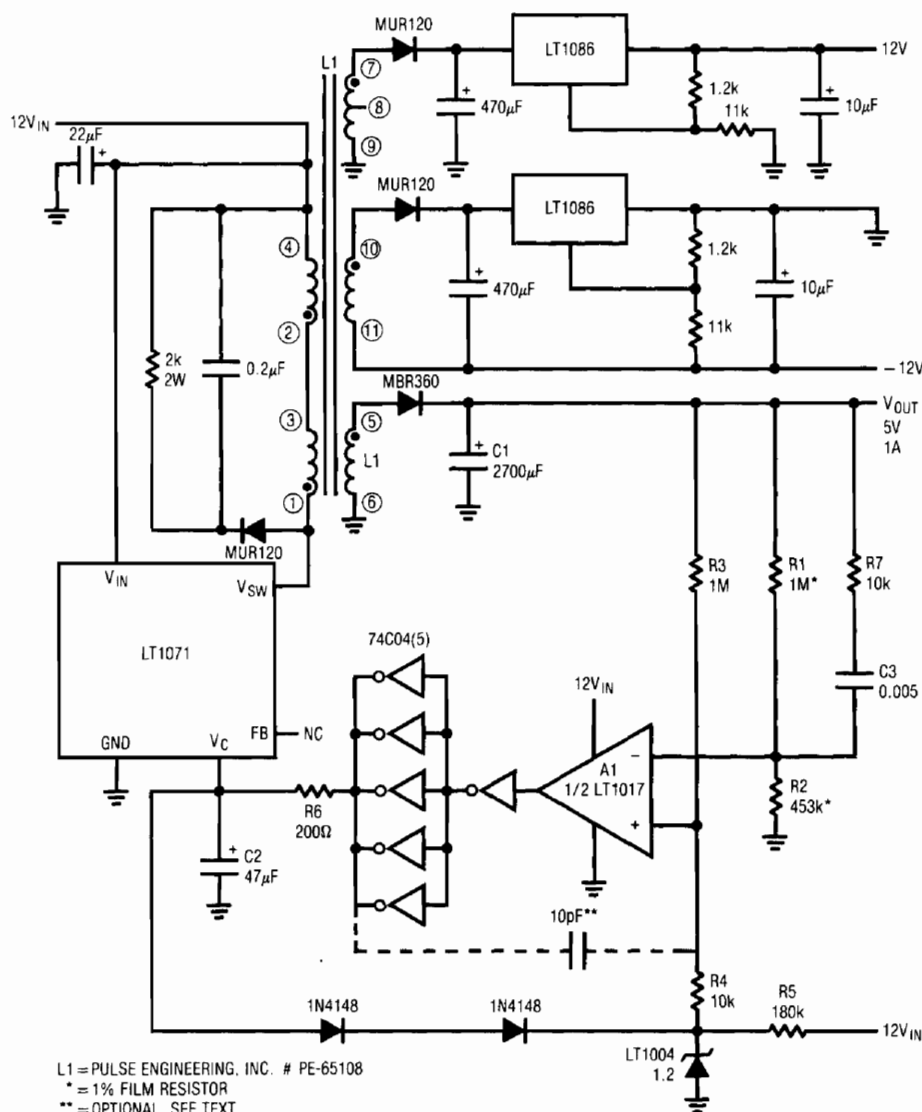 MUR120
LT1086
12V
L1
⑦
⑧
⑨
+
470µF
1.2k
11k
+
10µF
12VIN
22µF
+
MUR120
LT1086
④
②
⑩
⑪
+
470µF
1.2k
11k
+
10µF
-12V
2k
2W
0.2µF
③
①
MBR360
⑤
L1
⑥
+
C1
2700µF
VOUT
5V
1A
MUR120
R3
1M
R1
1M*
R7
10k
VIN
VSW
LT1071
FB
NC
GND
VC
74C04(5)
12VIN
C3
0.005
A1
1/2 LT1017
−
+
R2
453k*
R6
200Ω
+
C2
47µF
10pF**
R4
10k
R5
180k
12VIN
1N4148
1N4148
LT1004
1.2
L1 = PULSE ENGINEERING, INC. # PE-65108
* = 1% FILM RESISTOR
** = OPTIONAL, SEE TEXT